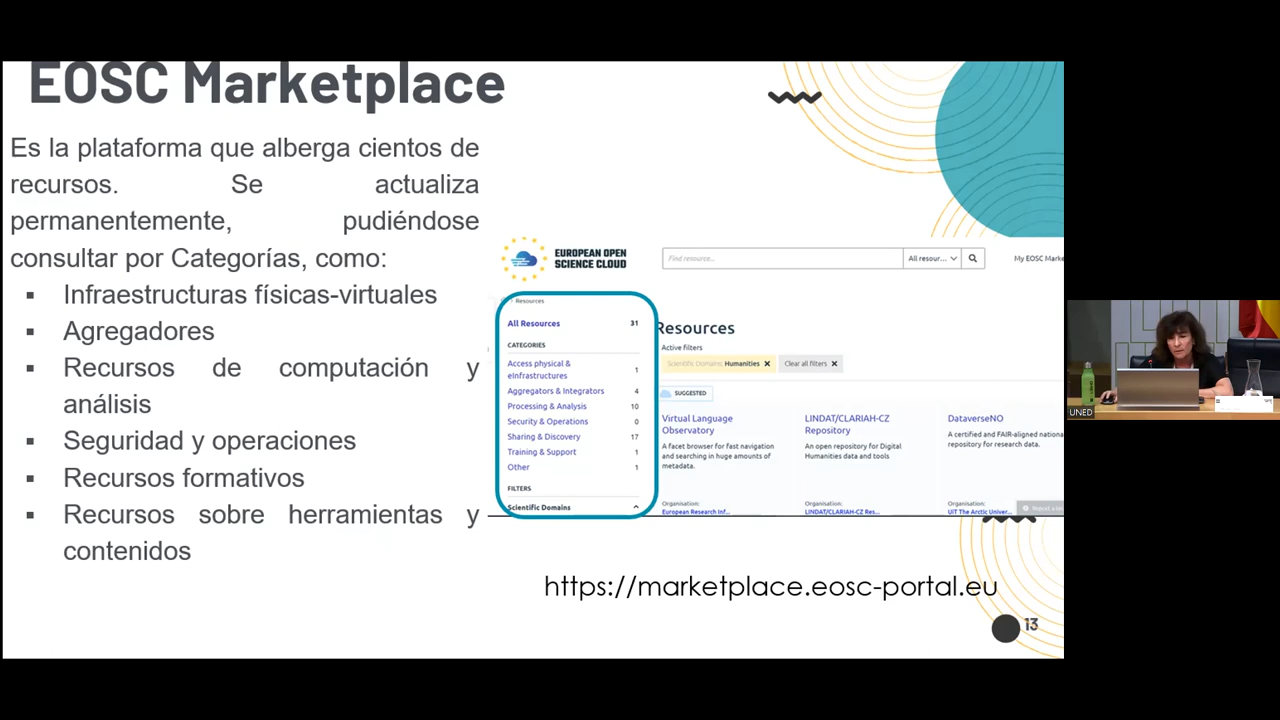 EOSC Marketplace
Es la plataforma que alberga cientos de
recursos. Se actualiza
permanentemente, pudiéndose
consultar por Categorías, como:
▪ Infraestructuras físicas-virtuales
▪ Agregadores
▪ Recursos de computación y
análisis
▪ Seguridad y operaciones
▪ Recursos formativos
▪ Recursos sobre herramientas y
contenidos
EUROPEAN OPEN
SCIENCE CLOUD
Find resource...
All resour...
My EOSC Marke
Resources
All Resources 31
CATEGORIES
Access physical &
eInfrastructures 1
Aggregators & Integrators 4
Processing & Analysis 10
Security & Operations 0
Sharing & Discovery 17
Training & Support 1
Other 1
FILTERS
Scientific Domains
Resources
Active filters
Scientific Domains: Humanities ✕
Clear all filters ✕
SUGGESTED
Virtual Language
Observatory
A facet browser for fast navigation
and searching in huge amounts of
metadata.
Organisation:
European Research Inf...
LINDAT/CLARIAH-CZ
Repository
An open repository for Digital
Humanities data and tools
Organisation:
LINDAT/CLARIAH-CZ Res...
DataverseNO
A certified and FAIR-aligned nationa
repository for research data.
Organisation:
UiT The Arctic Univer...
https://marketplace.eosc-portal.eu
13
UNED